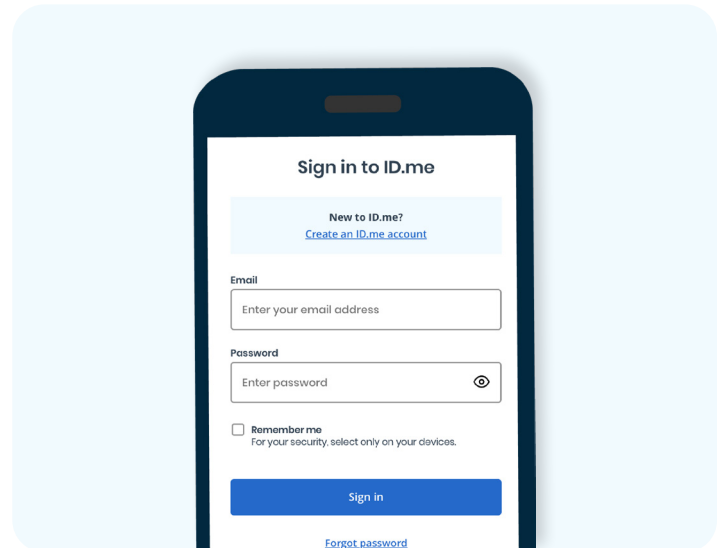 Sign in to ID.me
New to ID.me?
Create an ID.me account
Email
Enter your email address
Password
Enter password
Remember me
For your security, select only on your devices.
Sign in
Forgot password